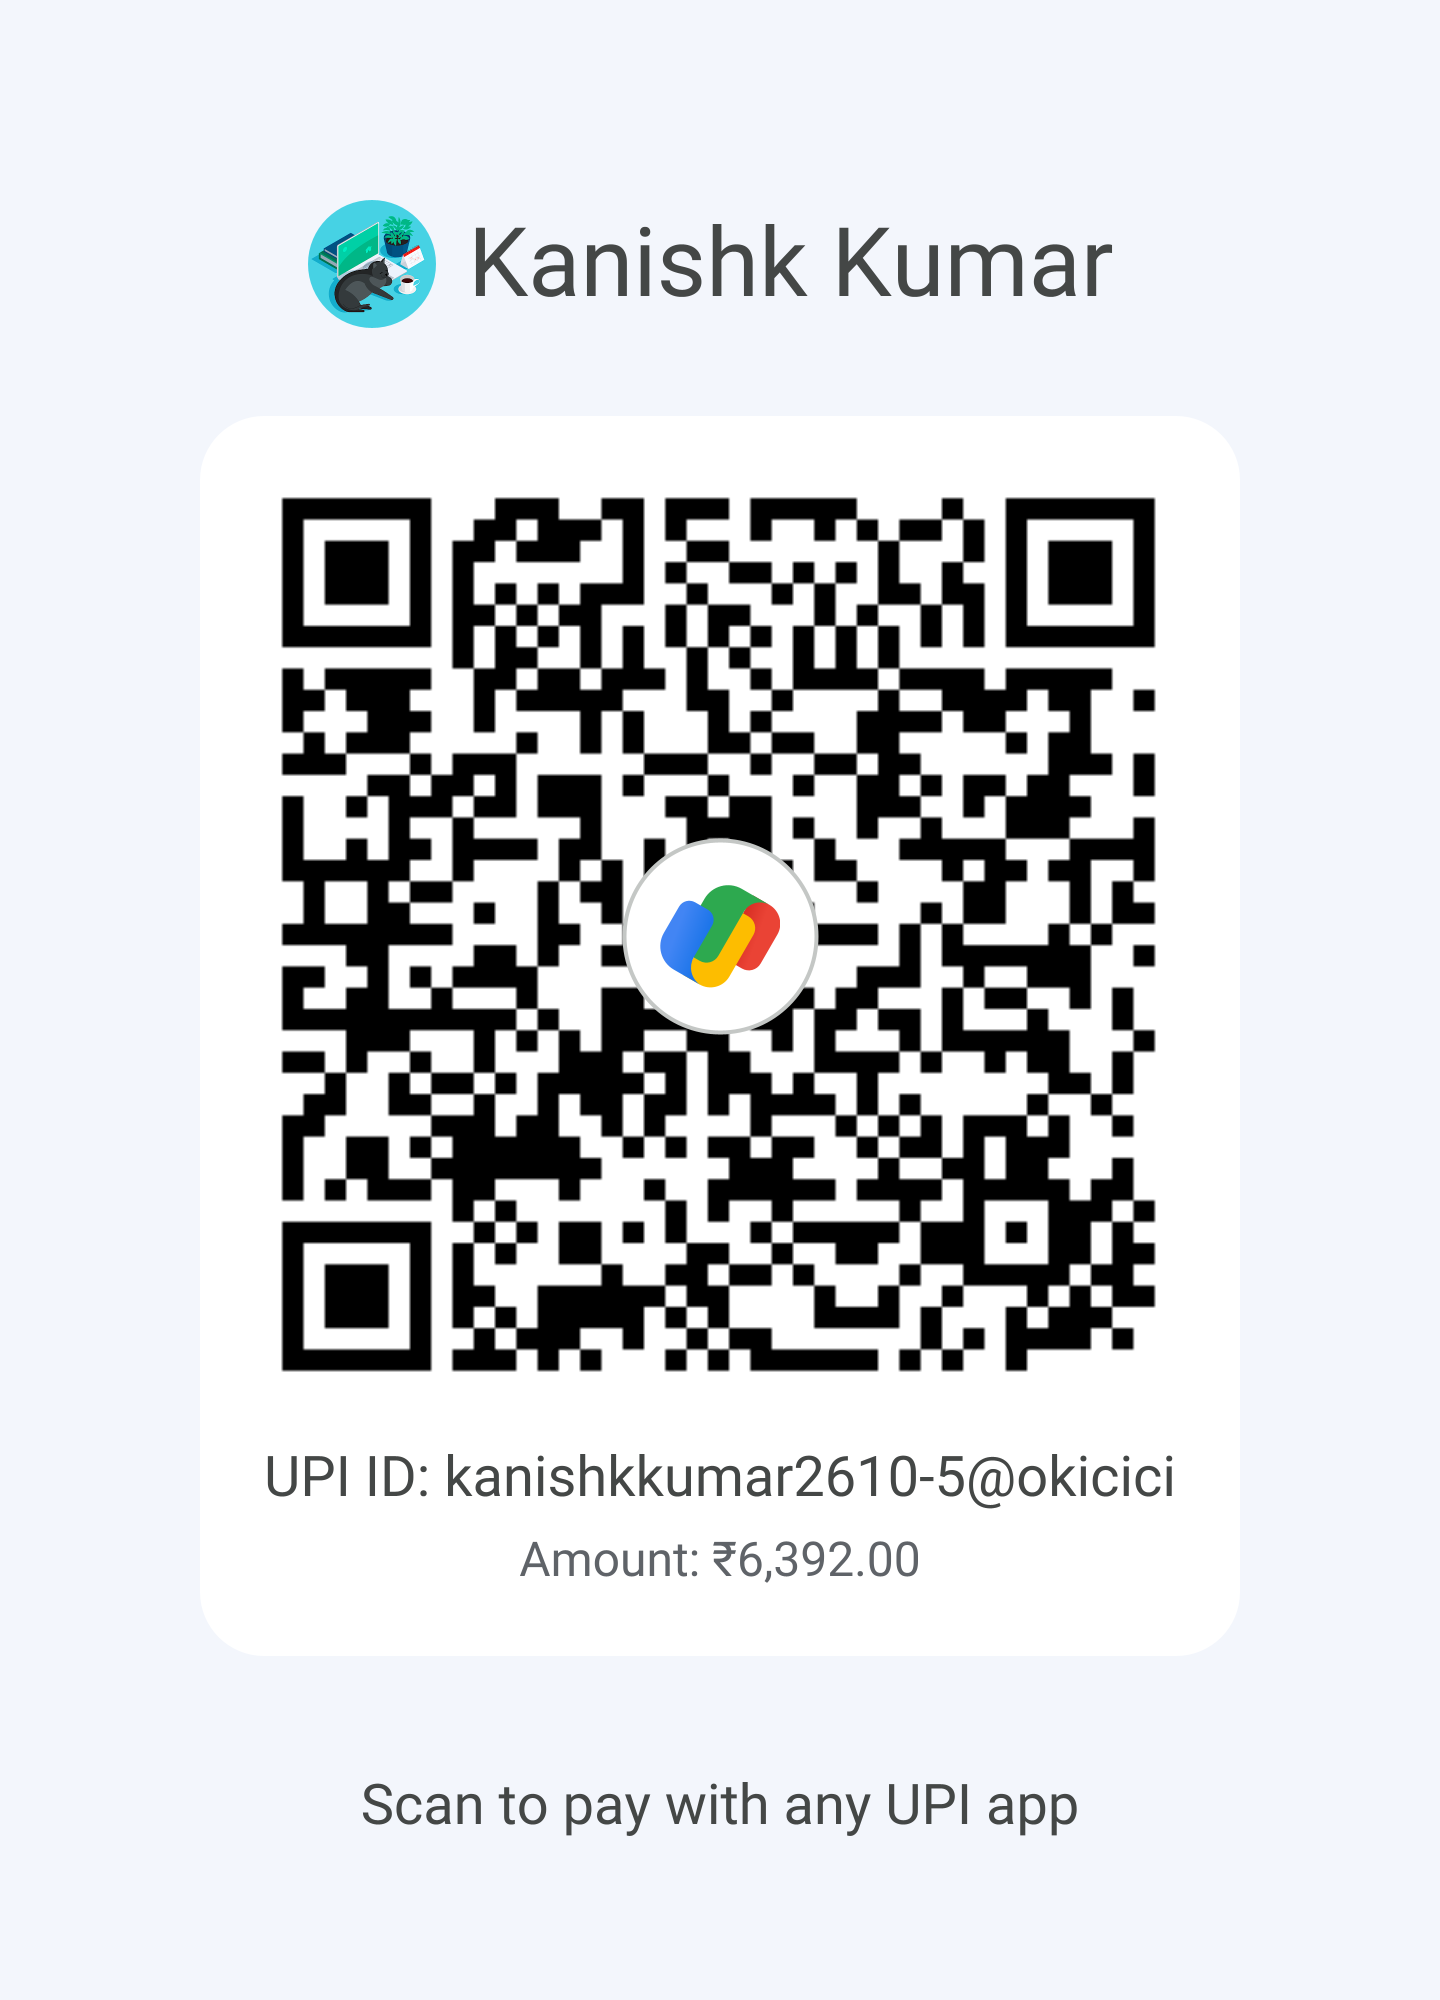 Kanishk Kumar
UPI ID: kanishkkumar2610-5@okicici
Amount: ₹6,392.00
Scan to pay with any UPI app